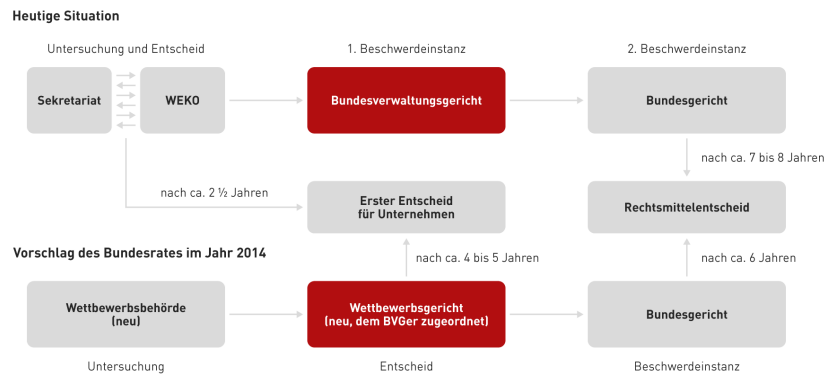 Heutige Situation
Untersuchung und Entscheid
1. Beschwerdeinstanz
2. Beschwerdeinstanz
Sekretariat
WEKO
Bundesverwaltungsgericht
Bundesgericht
nach ca. 7 bis 8 Jahren
nach ca. 2 ½ Jahren
Erster Entscheid
für Unternehmen
Rechtsmittelentscheid
Vorschlag des Bundesrates im Jahr 2014
nach ca. 4 bis 5 Jahren
nach ca. 6 Jahren
Wettbewerbsbehörde
(neu)
Wettbewerbsgericht
(neu, dem BVGer zugeordnet)
Bundesgericht
Untersuchung
Entscheid
Beschwerdeinstanz